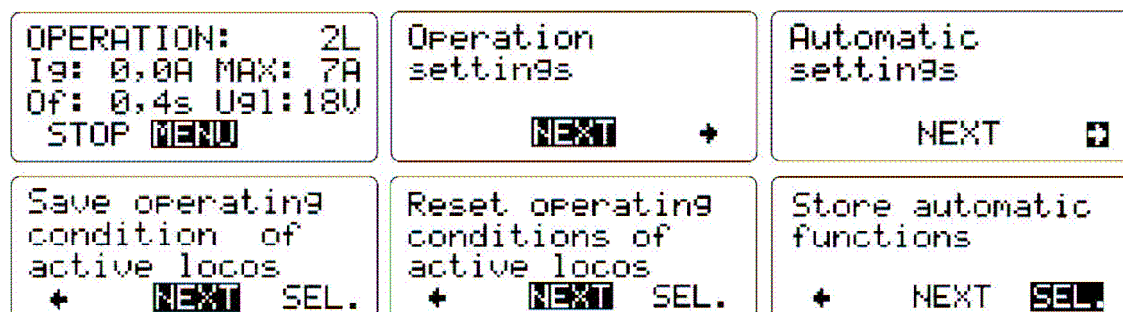 OPERATION: 2L
Ig: 0,0A MAX: 7A
Of: 0,4s Ugl:18V
STOP MENU
Operation
settings
NEXT →
Automatic
settings
NEXT →
Save operating
condition of
active locos
← NEXT SEL.
Reset operating
conditions of
active locos
← NEXT SEL.
Store automatic
functions
← NEXT SEL.